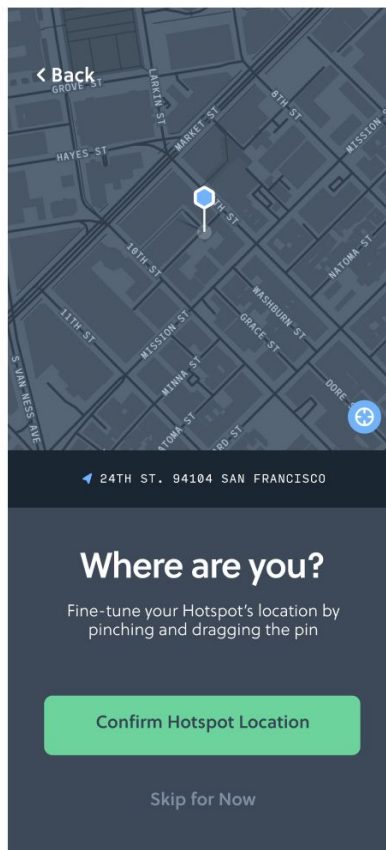 Back
GROVE ST
LARKIN ST
MARKET ST
8TH ST
MISSION
HAYES ST
10TH ST
NATOMA ST
11TH ST
WASHBURN ST
MISSION ST
GRACE ST
MINNA ST
S VAN NESS AVE
DORE
24TH ST. 94104 SAN FRANCISCO
Where are you?
Fine-tune your Hotspot's location by
pinching and dragging the pin
Confirm Hotspot Location
Skip for Now